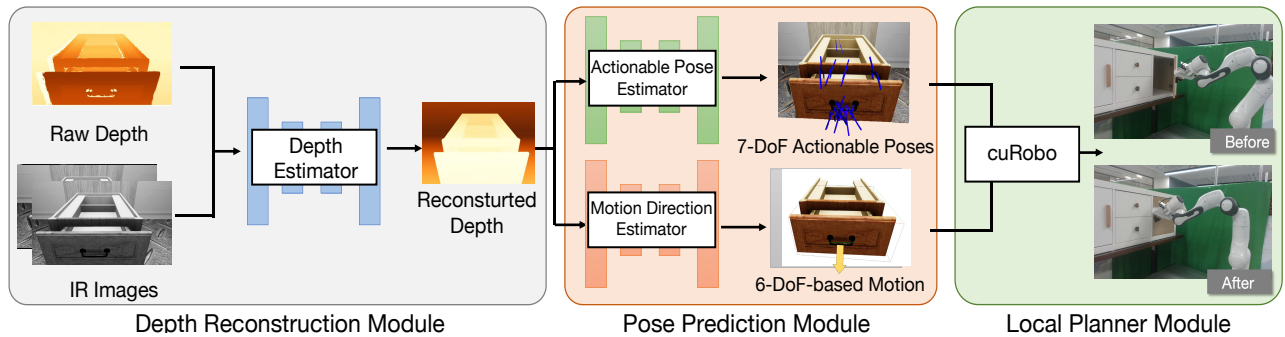 Raw Depth
IR Images
Depth
Estimator
Reconsturted
Depth
Depth Reconstruction Module
Actionable Pose
Estimator
7-DoF Actionable Poses
Motion Direction
Estimator
6-DoF-based Motion
Pose Prediction Module
cuRobo
Before
After
Local Planner Module